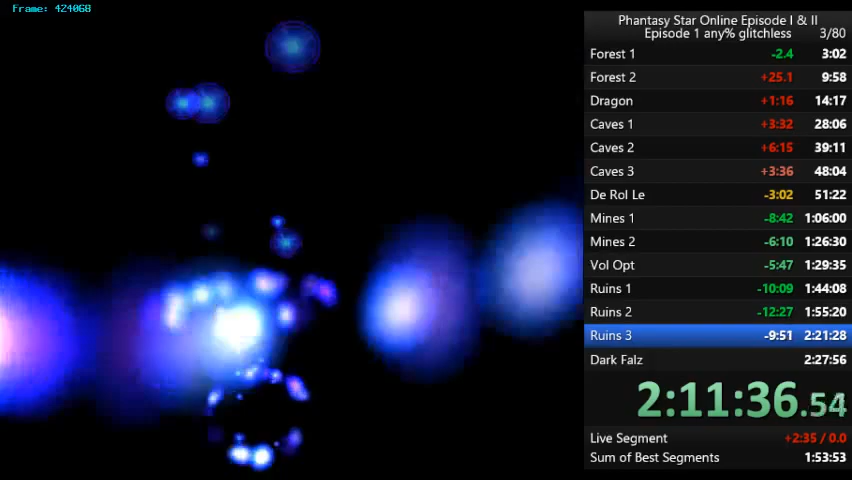 Frame: 424068
Phantasy Star Online Episode I & II
Episode 1 any% glitchless 3/80
Forest 1 -2.4 3:02
Forest 2 +25.1 9:58
Dragon +1:16 14:17
Caves 1 +3:32 28:06
Caves 2 +6:15 39:11
Caves 3 +3:36 48:04
De Rol Le -3:02 51:22
Mines 1 -8:42 1:06:00
Mines 2 -6:10 1:26:30
Vol Opt -5:47 1:29:35
Ruins 1 -10:09 1:44:08
Ruins 2 -12:27 1:55:20
Ruins 3 -9:51 2:21:28
Dark Falz 2:27:56
2:11:36.54
Live Segment +2:35 / 0.0
Sum of Best Segments 1:53:53